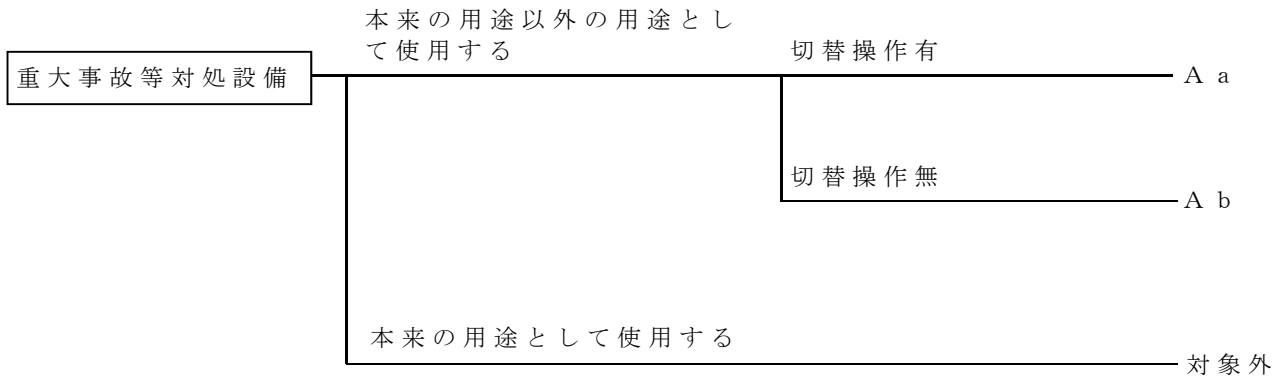 本来の用途以外の用途とし
て使用する
切替操作有
重大事故等対処設備
Ａａ
切替操作無
Ａｂ
本来の用途として使用する
対象外